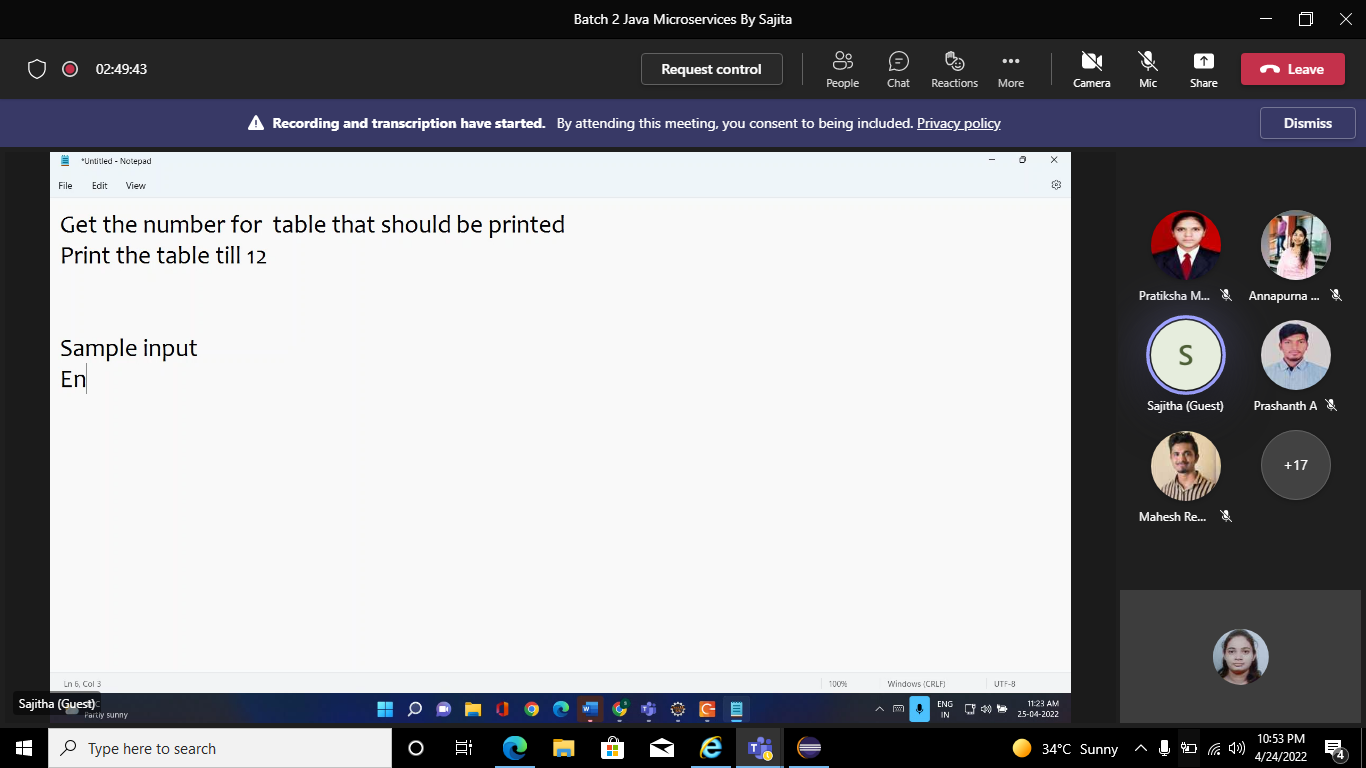 Batch 2 Java Microservices By Sajita
02:49:43
Request control
People
Chat
Reactions
More
Camera
Mic
Share
Leave
Recording and transcription have started. By attending this meeting, you consent to being included. Privacy policy
Dismiss
*Untitled - Notepad
File Edit View
Get the number for  table that should be printed
Print the table till 12
Sample input
En
Pratiksha M...
Annapurna ...
S
Sajitha (Guest)
Prashanth A
Mahesh Re...
+17
Ln 6, Col 3
100%
Windows (CRLF)
UTF-8
Sajitha (Guest)
Partly sunny
ENG
IN
11:23 AM
25-04-2022
Type here to search
34°C Sunny
10:53 PM
4/24/2022
4